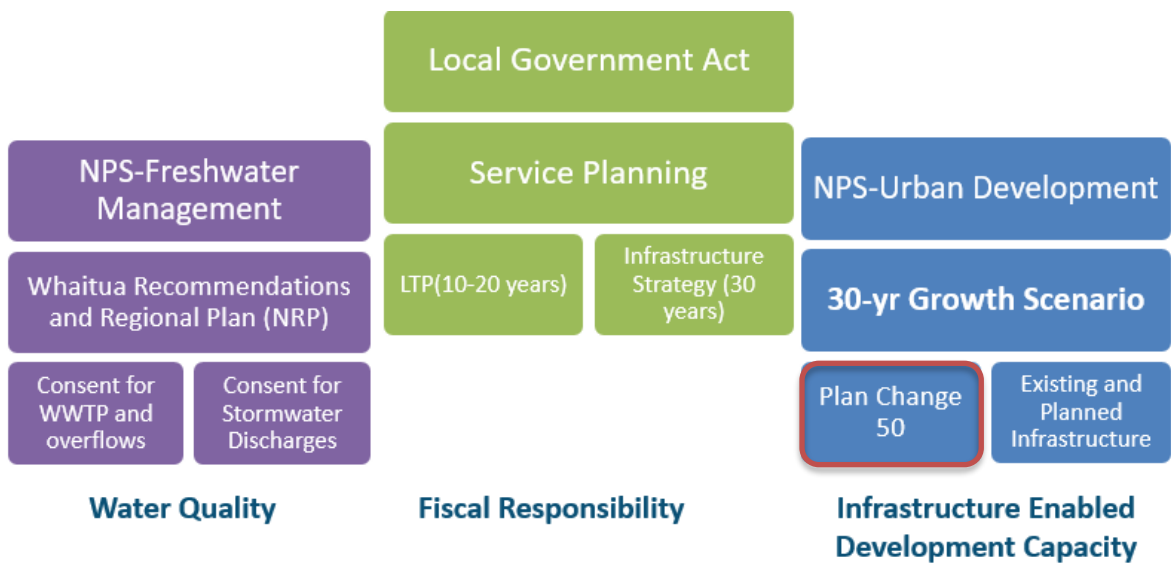 Local Government Act
Service Planning
LTP(10-20 years)
Infrastructure
Strategy (30
years)
NPS-Freshwater
Management
Whaitua Recommendations
and Regional Plan (NRP)
Consent for
WWTP and
overflows
Consent for
Stormwater
Discharges
NPS-Urban Development
30-yr Growth Scenario
Plan Change
50
Existing and
Planned
Infrastructure
Water Quality
Fiscal Responsibility
Infrastructure Enabled
Development Capacity